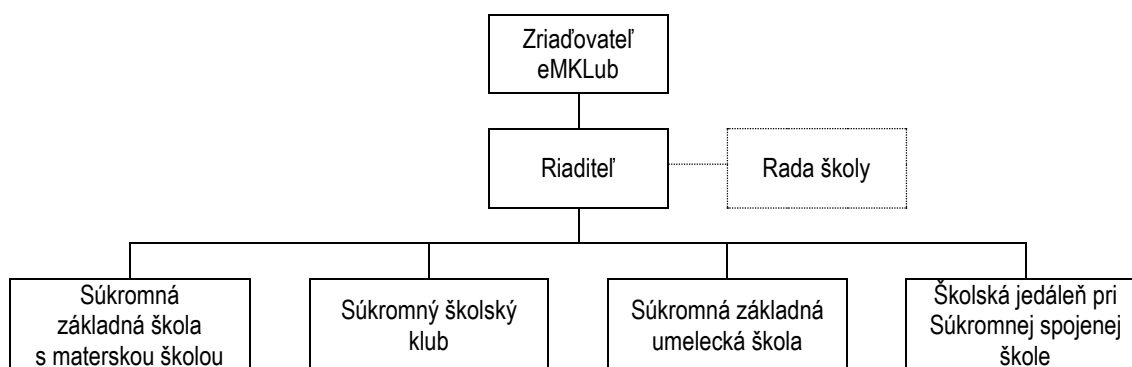 Zriaďovateľ
eMKLub
Riaditeľ
Rada školy
Súkromná
základná škola
s materskou školou
Súkromný školský
klub
Súkromná základná
umelecká škola
Školská jedáleň pri
Súkromnej spojenej
škole